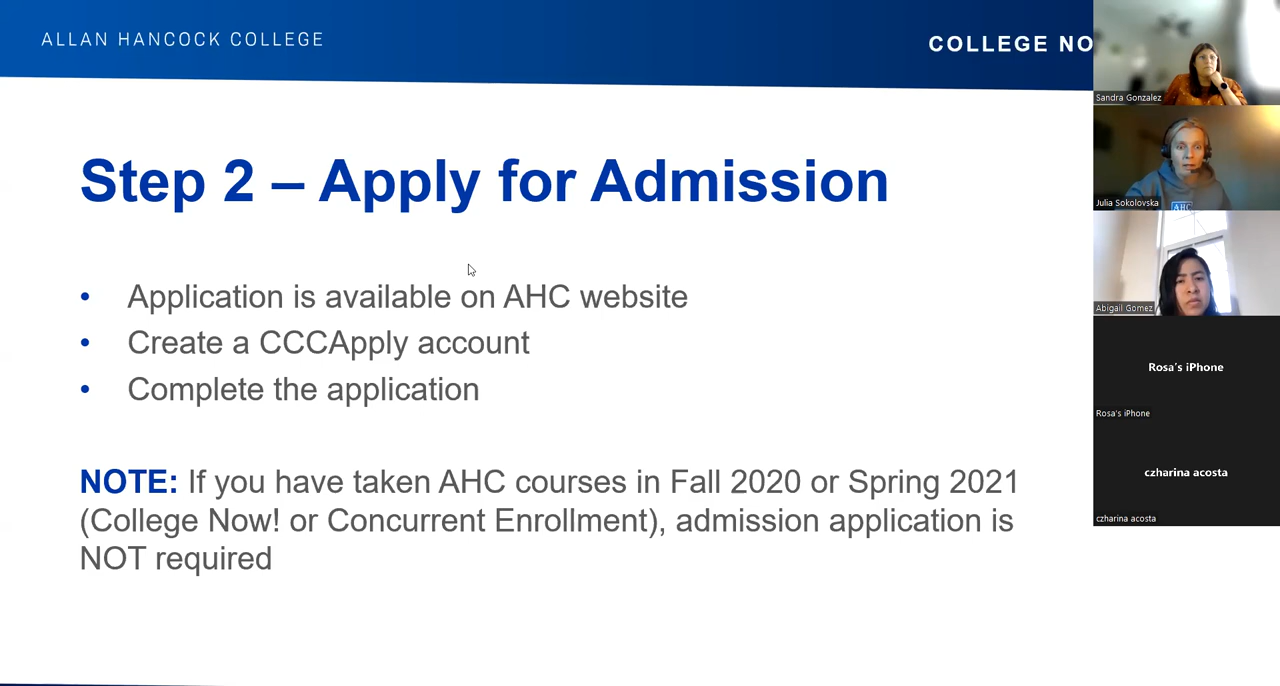 ALLAN HANCOCK COLLEGE
COLLEGE NO
Step 2 – Apply for Admission
• Application is available on AHC website
• Create a CCCApply account
• Complete the application
NOTE: If you have taken AHC courses in Fall 2020 or Spring 2021
(College Now! or Concurrent Enrollment), admission application is
NOT required
Sandra Gonzalez
AHC
Julia Sokolovska
Abigail Gomez
Rosa's iPhone
Rosa's iPhone
czharina acosta
czharina acosta